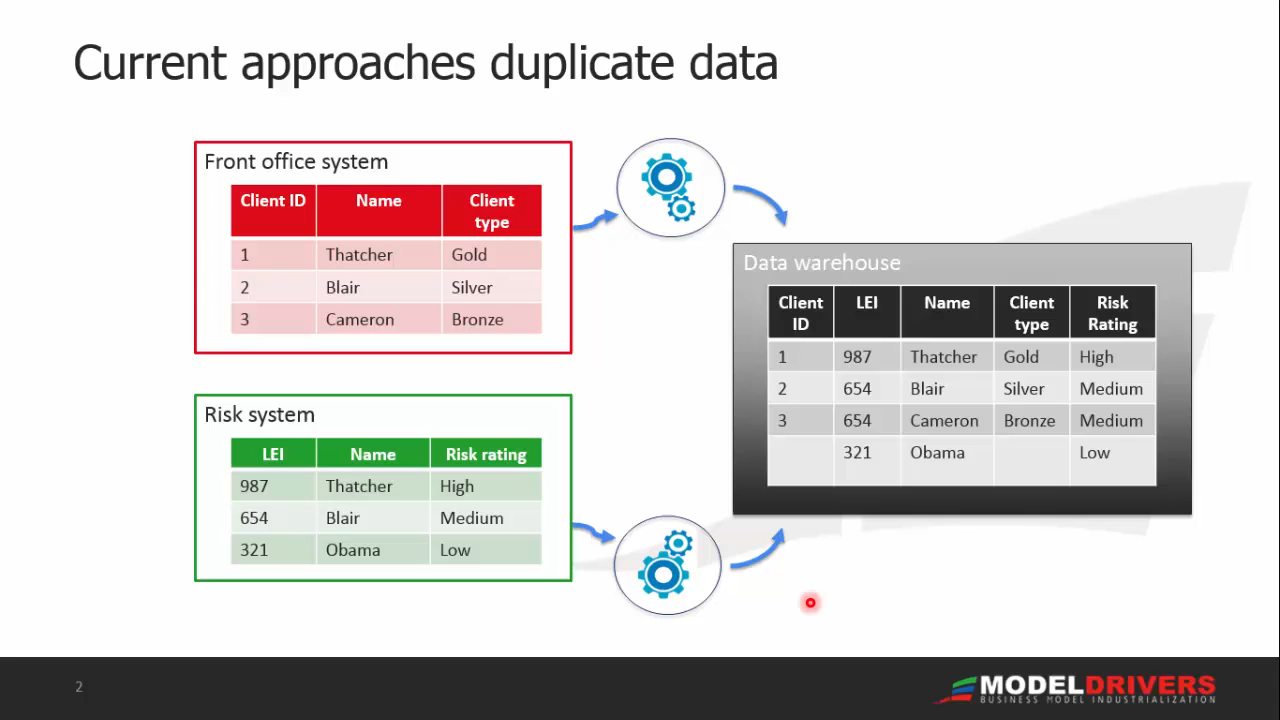 Current approaches duplicate data
Front office system
Client ID Name Client type
1 Thatcher Gold
2 Blair Silver
3 Cameron Bronze
Risk system
LEI Name Risk rating
987 Thatcher High
654 Blair Medium
321 Obama Low
Data warehouse
Client ID LEI Name Client type Risk Rating
1 987 Thatcher Gold High
2 654 Blair Silver Medium
3 654 Cameron Bronze Medium
321 Obama Low
2
MODELDRIVERS
BUSINESS MODEL INDUSTRIALIZATION